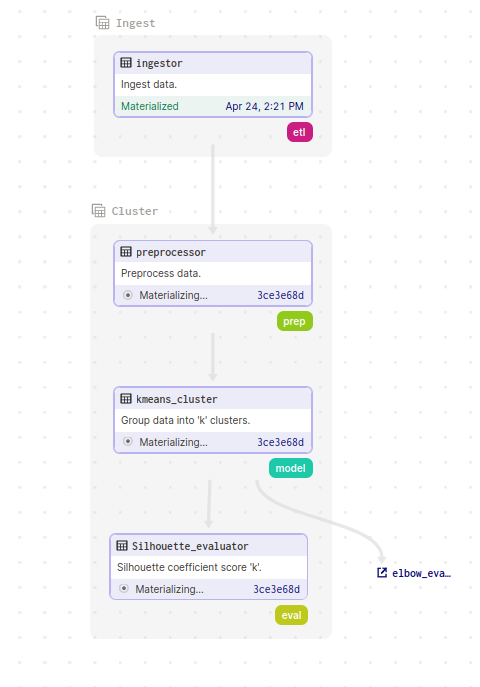 Ingest
ingestor
Ingest data.
Materialized Apr 24, 2:21 PM
etl
Cluster
preprocessor
Preprocess data.
Materializing... 3ce3e68d
prep
kmeans_cluster
Group data into 'k' clusters.
Materializing... 3ce3e68d
model
Silhouette_evaluator
Silhouette coefficient score 'k'.
Materializing... 3ce3e68d
eval
elbow_eva…